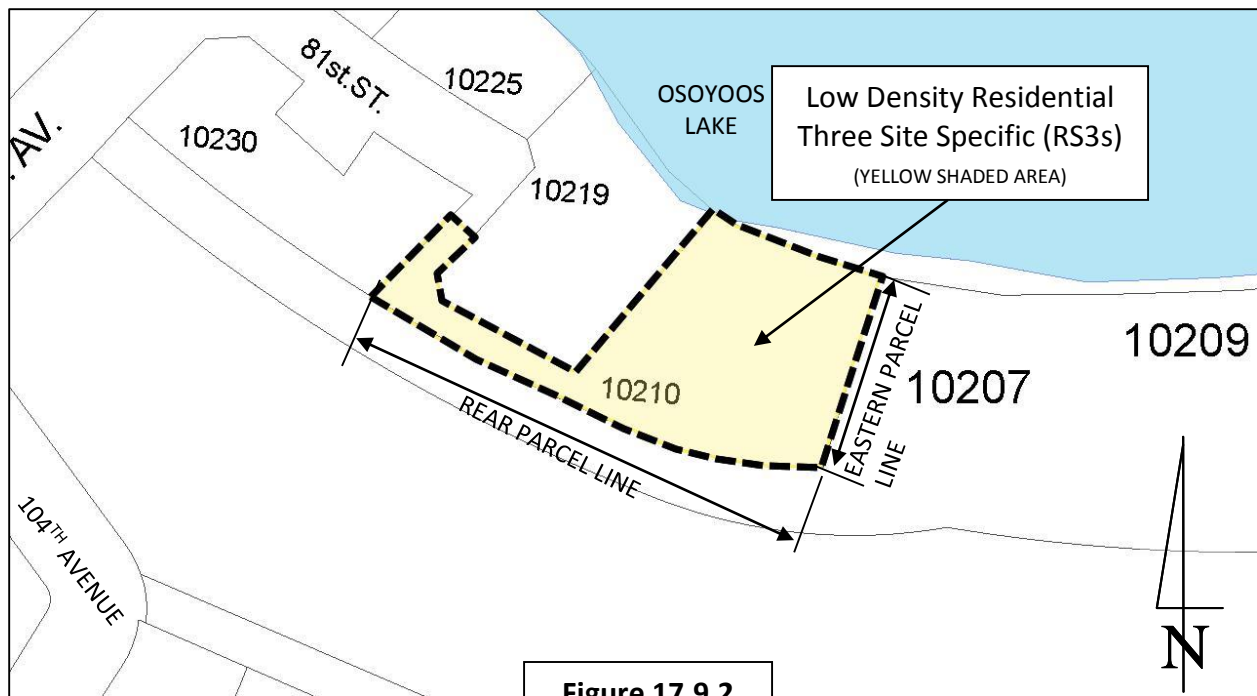 81st.ST.
10225
OSOYOOS
LAKE
Low Density Residential
Three Site Specific (RS3s)
(YELLOW SHADED AREA)
. AV.
10230
10219
10209
10207
10210
EASTERN PARCEL
LINE
REAR PARCEL LINE
104TH AVENUE
N
Figure 17.9.2